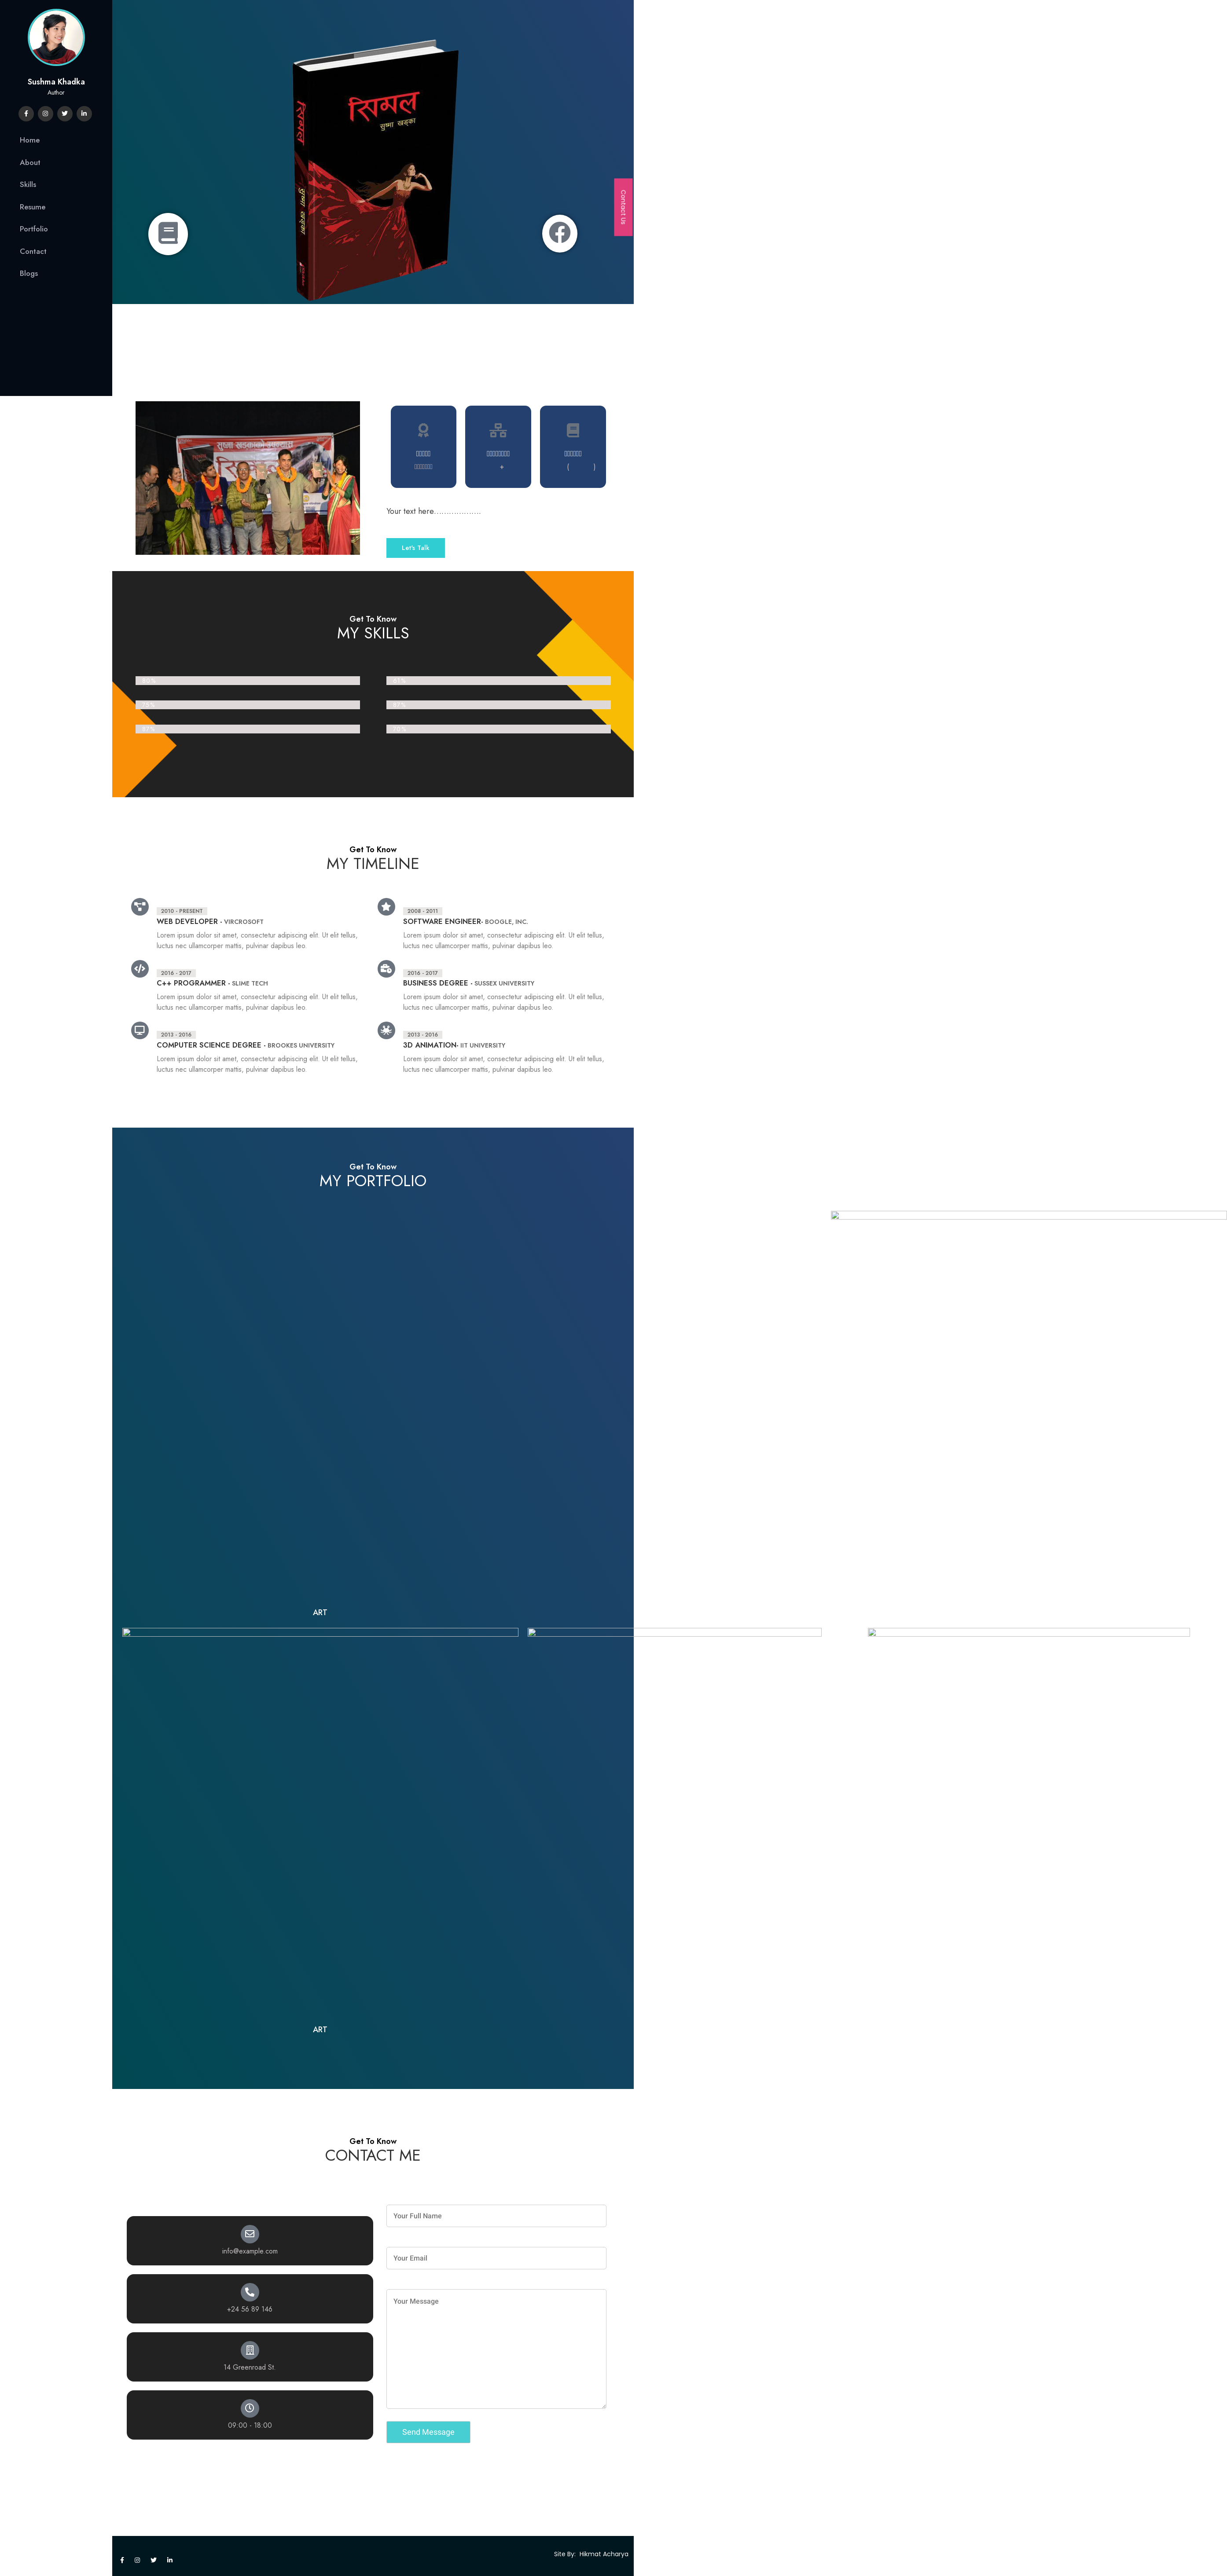 Sushma Khadka
Author
Home
About
Skills
Resume
Portfolio
Contact
Blogs
सिमल
सुष्मा खड्का
सिमल
सुष्मा खड्का
Contact Us
सुष्मा खड्काको
Your text here...................
Let's Talk
Get To Know
MY SKILLS
Get To Know
MY TIMELINE
2010 - PRESENT
WEB DEVELOPER - VIRCROSOFT
Lorem ipsum dolor sit amet, consectetur adipiscing elit. Ut elit tellus,
luctus nec ullamcorper mattis, pulvinar dapibus leo.
2016 - 2017
C++ PROGRAMMER - SLIME TECH
Lorem ipsum dolor sit amet, consectetur adipiscing elit. Ut elit tellus,
luctus nec ullamcorper mattis, pulvinar dapibus leo.
2013 - 2016
COMPUTER SCIENCE DEGREE - BROOKES UNIVERSITY
Lorem ipsum dolor sit amet, consectetur adipiscing elit. Ut elit tellus,
luctus nec ullamcorper mattis, pulvinar dapibus leo.
2008 - 2011
SOFTWARE ENGINEER- BOOGLE, INC.
Lorem ipsum dolor sit amet, consectetur adipiscing elit. Ut elit tellus,
luctus nec ullamcorper mattis, pulvinar dapibus leo.
2016 - 2017
BUSINESS DEGREE - SUSSEX UNIVERSITY
Lorem ipsum dolor sit amet, consectetur adipiscing elit. Ut elit tellus,
luctus nec ullamcorper mattis, pulvinar dapibus leo.
2013 - 2016
3D ANIMATION- IIT UNIVERSITY
Lorem ipsum dolor sit amet, consectetur adipiscing elit. Ut elit tellus,
luctus nec ullamcorper mattis, pulvinar dapibus leo.
Get To Know
MY PORTFOLIO
ART
ART
Get To Know
CONTACT ME
info@example.com
+24 56 89 146
14 Greenroad St.
09:00 - 18:00
Your Full Name
Your Email
Your Message
Send Message
Site By: Hikmat Acharya